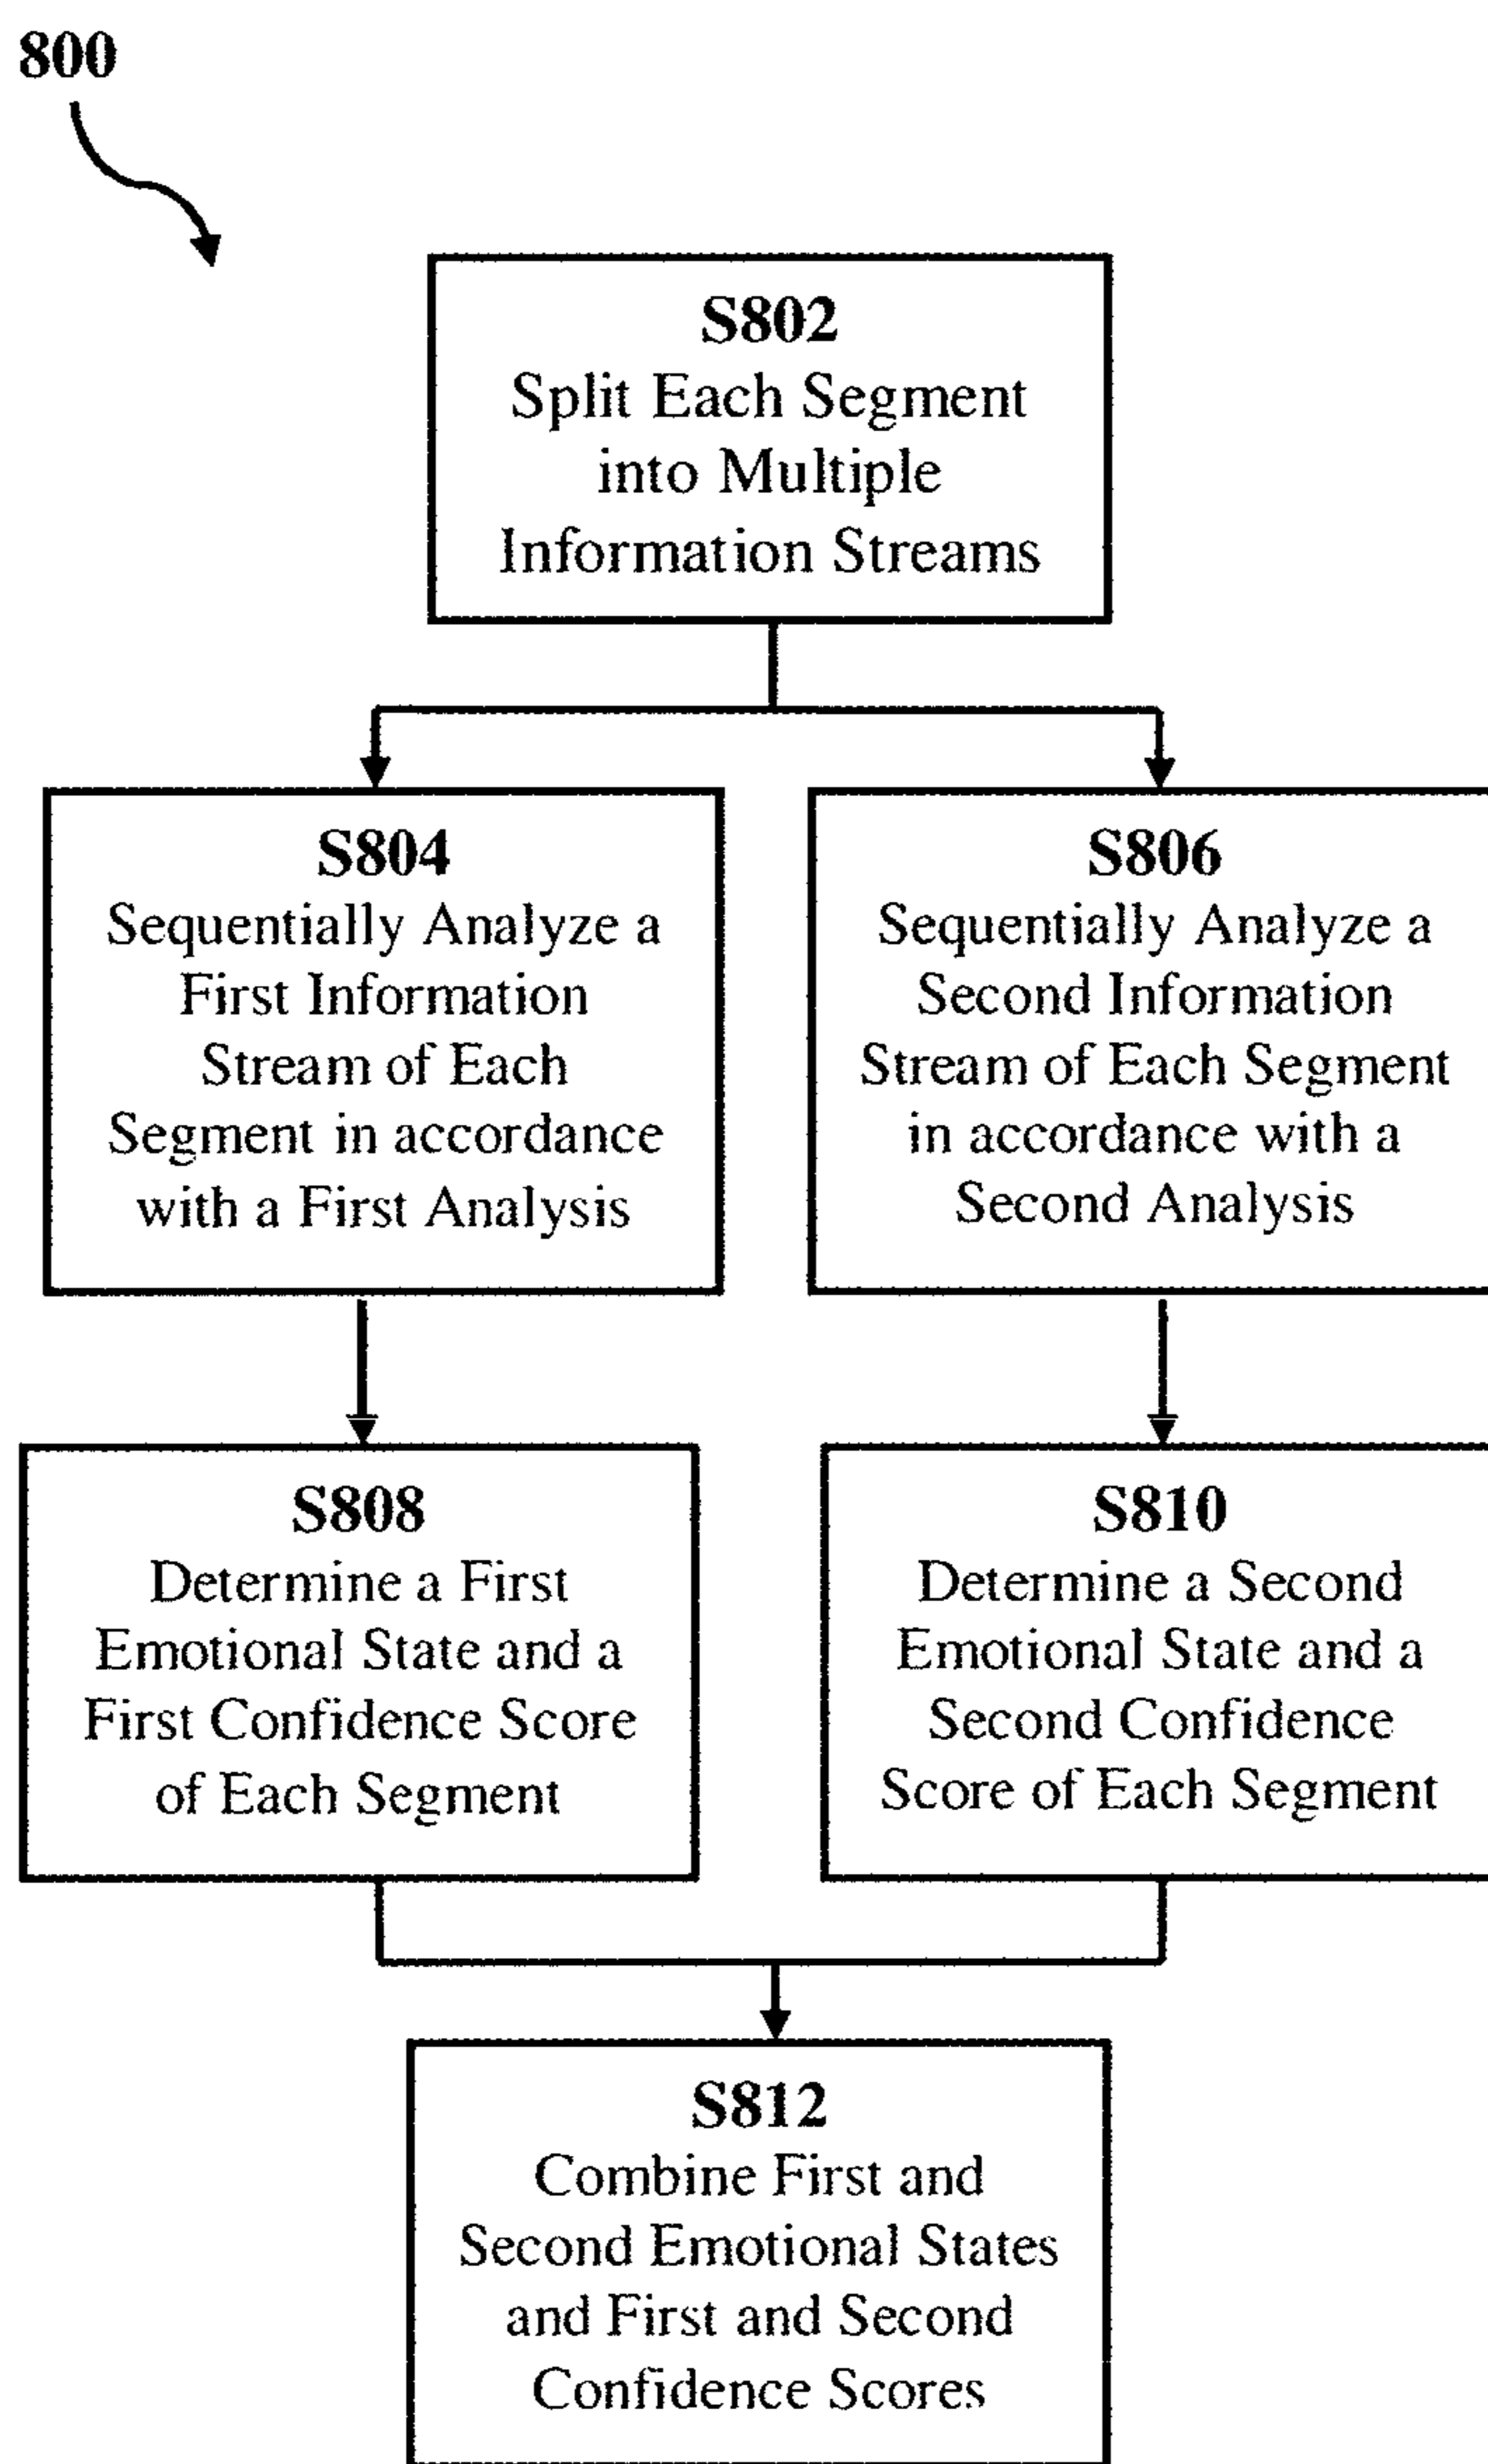 800
S802
Split Each Segment
into Multiple
Information Streams
S804
Sequentially Analyze a
First Information
Stream of Each
Segment in accordance
with a First Analysis
S806
Sequentially Analyze a
Second Information
Stream of Each Segment
in accordance with a
Second Analysis
S808
Determine a First
Emotional State and a
First Confidence Score
of Each Segment
S810
Determine a Second
Emotional State and a
Second Confidence
Score of Each Segment
S812
Combine First and
Second Emotional States
and First and Second
Confidence Scores